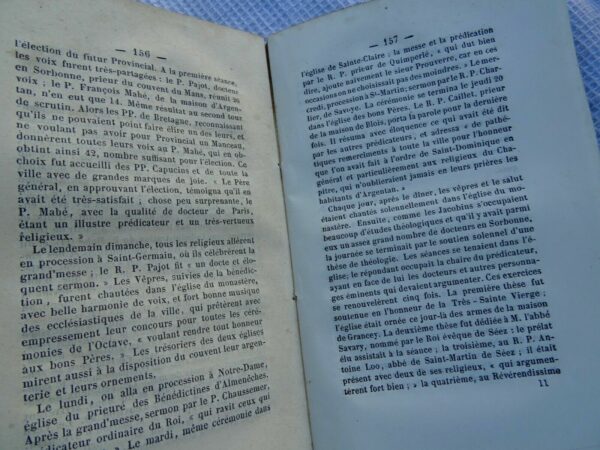 — 156 —
l'élection du futur Provincial. A la première séance,
les voix furent très-partagées : le P. Pajot, docteur
en Sorbonne, prieur du couvent du Mans, réunit 26
voix ; le P. François Mahé, de la maison d'Argen-
tan, n'en eut que 14. Même résultat au second tour
de scrutin. Alors les PP. de Bretagne, reconnaissant
qu'ils ne pouvaient point faire élire un des leurs, et
ne voulant pas avoir pour Provincial un Manceau,
donnèrent toutes leurs voix au P. Mahé, qui en ob-
tint ainsi 42, nombre suffisant pour l'élection. Ce
choix fut accueilli des PP. Capucins et de toute la
ville avec de grandes marques de joie. « Le Père
général, en approuvant l'élection, témoigna qu'il en
avait été très-satisfait ; chose peu surprenante, le
P. Mahé, avec la qualité de docteur de Paris,
étant un illustre prédicateur et un très-vertueux
religieux. »
Le lendemain dimanche, tous les religieux allèrent
en procession à Saint-Germain, où ils célébrèrent la
grand'messe ; le R. P. Pajot fit « un docte et élo-
quent sermon. » Les Vêpres, suivies de la bénédic-
tion, furent chantées dans l'église du monastère,
avec belle harmonie de voix, et fort bonne musique
des ecclésiastiques de la ville, qui prêtèrent avec
empressement leur concours pour toutes les céré-
monies de l'Octave, « voulant rendre tout honneur
aux bons Pères. » Les trésoriers des deux églises
mirent aussi à la disposition du couvent leur argen-
terie et leurs ornements.
Le lundi, on alla en procession à Notre-Dame,
église du prieuré des Bénédictines d'Almenêches.
Après la grand'messe, sermon par le P. Chaussemer,
prédicateur ordinaire du Roi, « qui ravit ceux qui
Le mardi, même cérémonie dans
— 157 —
l'église de Sainte-Claire : la messe et la prédication
par le R. P. prieur de Quimperlé, « qui dut bien
dire, ajoute naïvement le sieur Prouverre, car en ces
occasions on ne choisissait pas des moindres. » Le mer-
credi, procession à St-Martin ; sermon par le R. P. Char-
lier, de Savoye. La cérémonie se termina le jeudi 20
dans l'église des bons Pères. Le R. P. Caillet, prieur
de la maison de Blois, porta la parole pour la dernière
fois. Il résuma avec éloquence ce qui avait été dit
par les autres prédicateurs, et adressa « de pathé-
tiques remerciements à toute la ville pour l'honneur
que l'on avait fait à l'ordre de Saint-Dominique en
général et particulièrement aux religieux du Cha-
pitre, qui n'oublieraient jamais en leurs prières les
habitants d'Argentan. »
Chaque jour, après le dîner, les vêpres et le salut
étaient chantés solennellement dans l'église du mo-
nastère. Ensuite, comme les Jacobins s'occupaient
beaucoup d'études théologiques et qu'il y avait parmi
eux un assez grand nombre de docteurs en Sorbonne,
la journée se terminait par le soutien solennel d'une
thèse de théologie. Les séances se tenaient dans l'é-
glise ; le répondant occupait la chaire du prédicateur,
ayant en face de lui les docteurs et autres personna-
ges éminents qui devaient argumenter. Ces exercices
se renouvelèrent cinq fois. La première thèse fut
soutenue en l'honneur de la Très-Sainte Vierge ;
l'église était ornée ce jour-là des armes de la maison
de Grancey. La deuxième thèse fut dédiée à M. l'abbé
Savary, nommé par le Roi évêque de Séez : le prélat
élu assistait à la séance ; la troisième, au R. P. An-
toine Loo, abbé de Saint-Martin de Séez ; il était
présent avec deux de ses religieux, « qui argumen-
tèrent fort bien ; » la quatrième, au Révérendissime
11